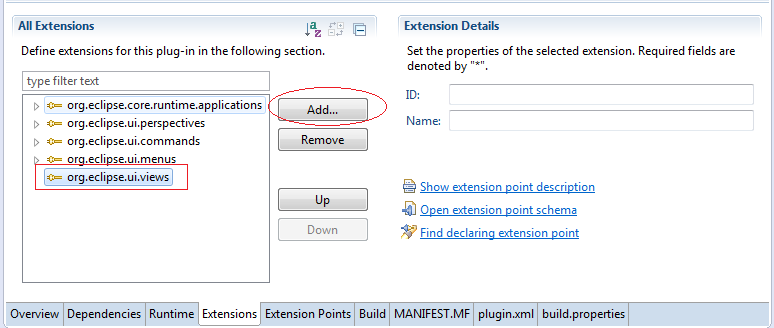 All Extensions
Define extensions for this plug-in in the following section.
type filter text
org.eclipse.core.runtime.applications
org.eclipse.ui.perspectives
org.eclipse.ui.commands
org.eclipse.ui.menus
org.eclipse.ui.views
Add...
Remove
Up
Down
Extension Details
Set the properties of the selected extension. Required fields are
denoted by "*".
ID:
Name:
Show extension point description
Open extension point schema
Find declaring extension point
Overview Dependencies Runtime Extensions Extension Points Build MANIFEST.MF plugin.xml build.properties